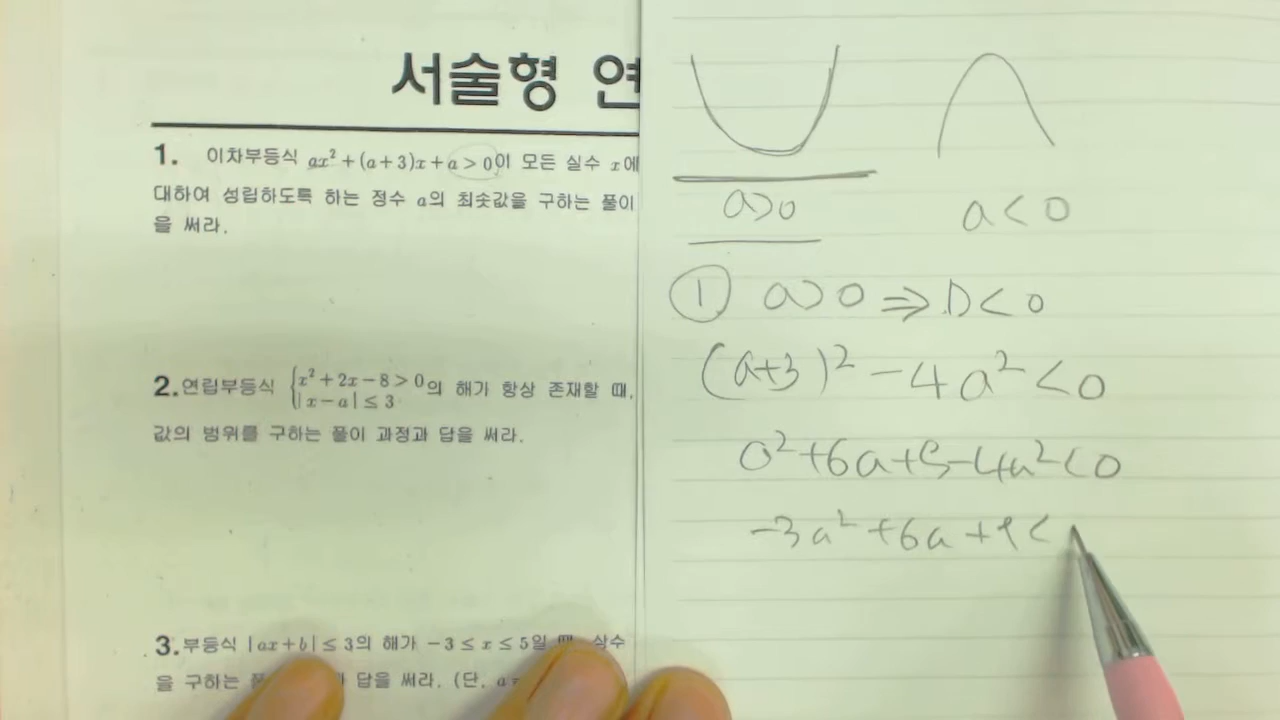 서술형 연
1. 이차부등식 ax²+(a+3)x+a>0이 모든 실수 x에
대하여 성립하도록 하는 정수 a의 최솟값을 구하는 풀이
을 써라.
2. 연립부등식 {x²+2x-8>0 |x-a|≤3 의 해가 항상 존재할 때,
값의 범위를 구하는 풀이 과정과 답을 써라.
3. 부등식 |ax+b|≤3의 해가 -3≤x≤5일 때, 상수
을 구하는 답을 써라. (단, a
a>0
a<0
① a>0 ⇒ D<0
(a+3)²-4a²<0
a²+6a+9-4a²<0
-3a²+6a+9<